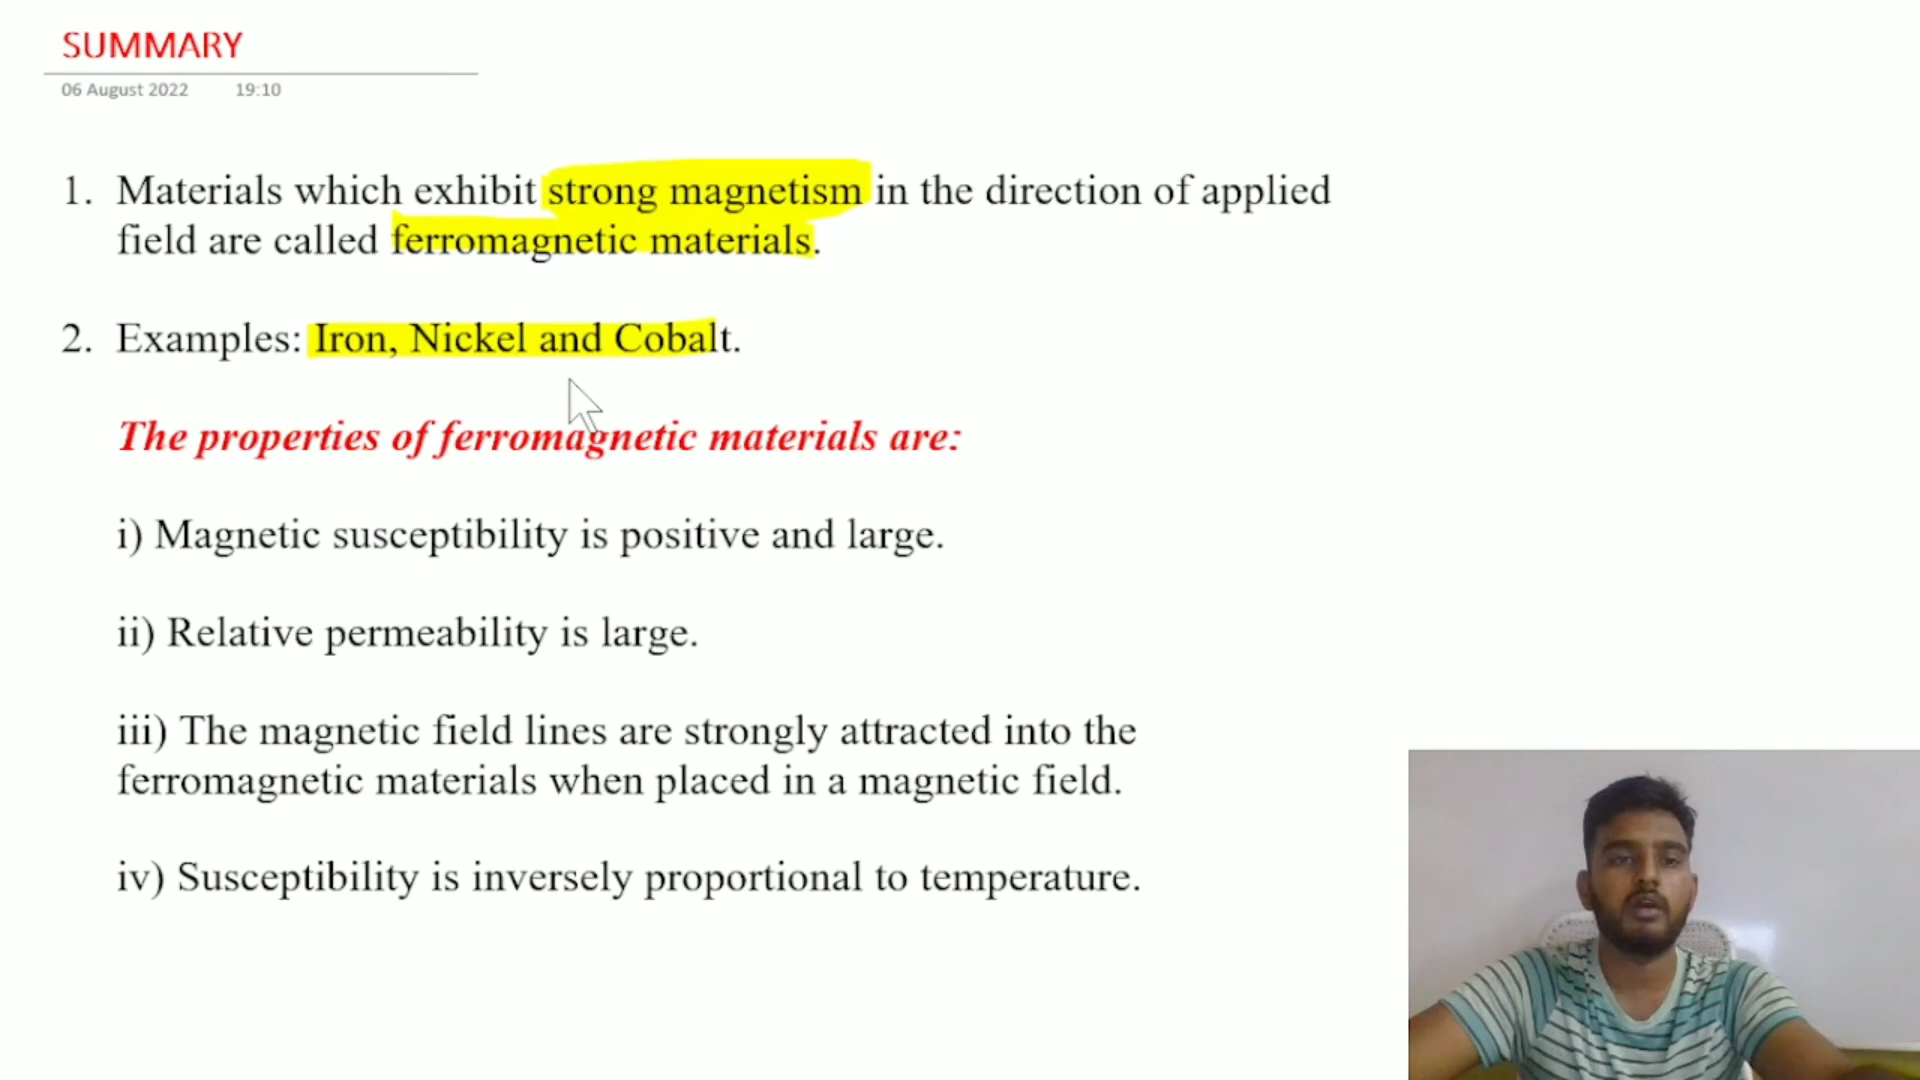 SUMMARY
06 August 2022 19:10
1. Materials which exhibit strong magnetism in the direction of applied
field are called ferromagnetic materials.
2. Examples: Iron, Nickel and Cobalt.
The properties of ferromagnetic materials are:
i) Magnetic susceptibility is positive and large.
ii) Relative permeability is large.
iii) The magnetic field lines are strongly attracted into the
ferromagnetic materials when placed in a magnetic field.
iv) Susceptibility is inversely proportional to temperature.